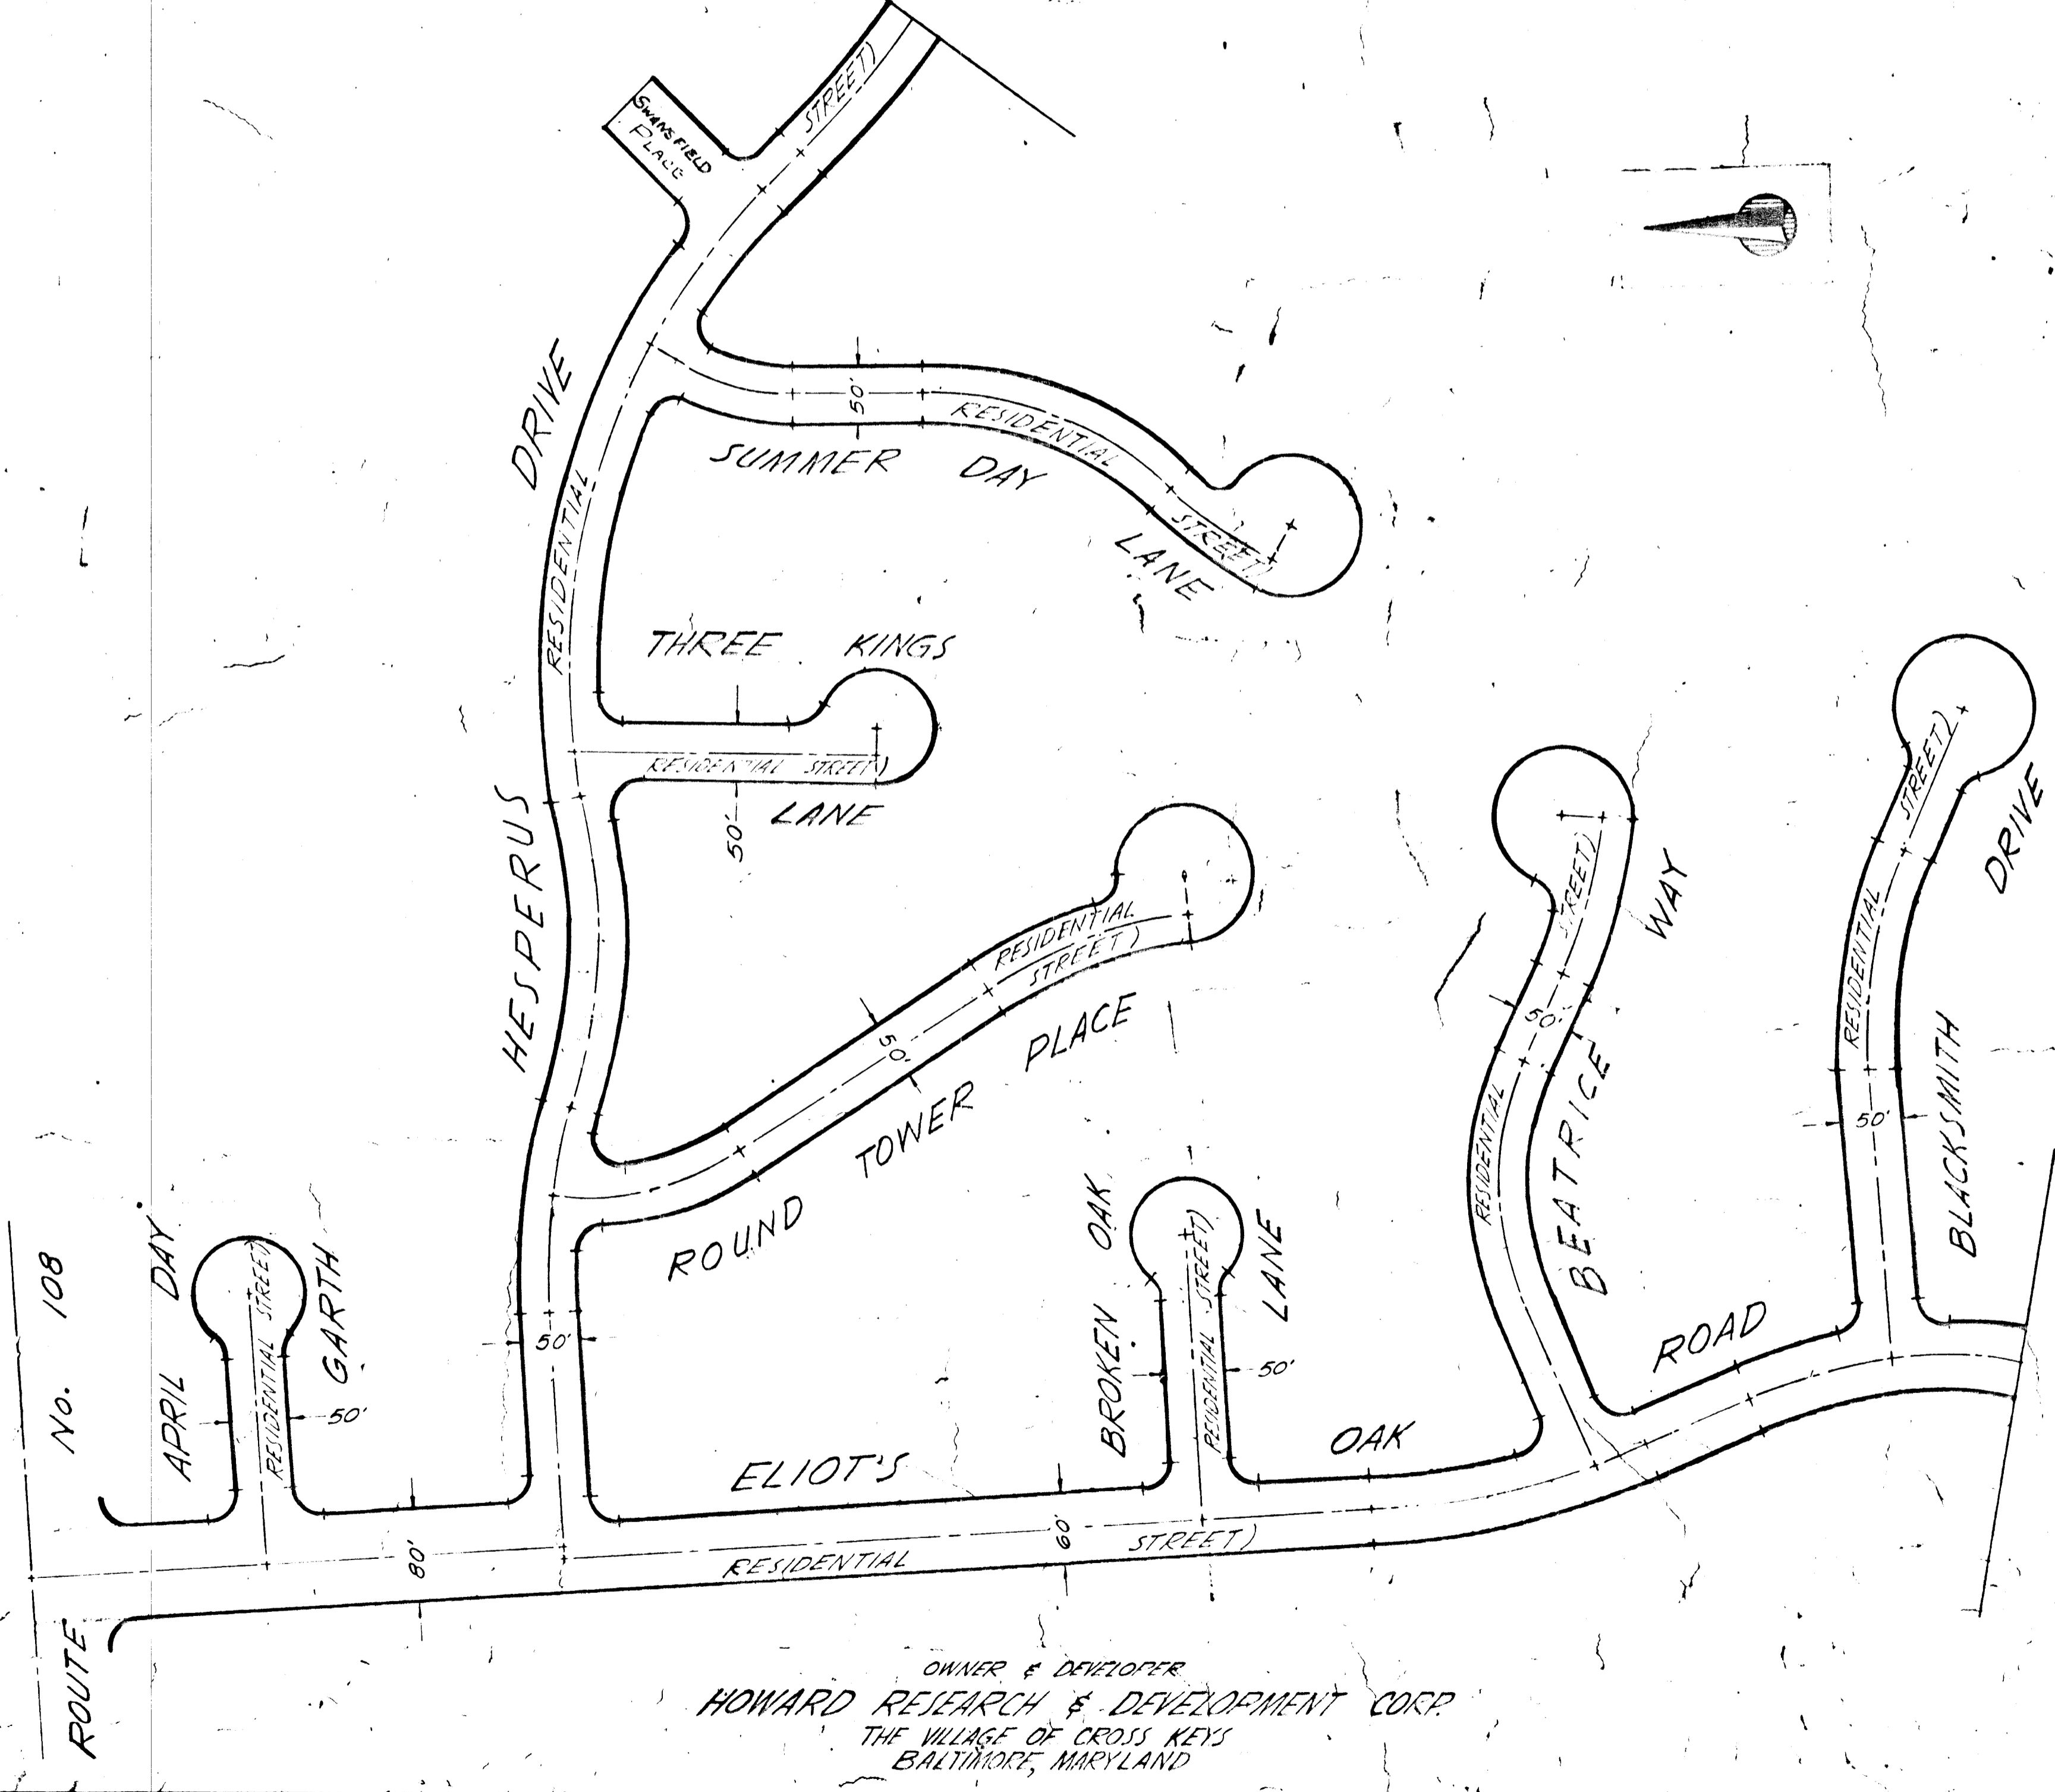 STREET)
SWANSFIELD
PLACE
HESPERUS DRIVE
RESIDENTIAL
50'
RESIDENTIAL STREET)
SUMMER DAY LANE
THREE KINGS
RESIDENTIAL STREET)
50'
LANE
RESIDENTIAL
STREET)
50'
ROUND TOWER PLACE
STREET)
50'
RESIDENTIAL
BEATRICE WAY
STREET)
RESIDENTIAL
50'
BLACKSMITH DRIVE
ROUTE No. 108
APRIL DAY
RESIDENTIAL STREET)
GARTH
50'
50'
BROKEN OAK
RESIDENTIAL STREET)
LANE
50'
ELIOT'S OAK ROAD
80'
60'
RESIDENTIAL STREET)
OWNER & DEVELOPER
HOWARD RESEARCH & DEVELOPMENT CORP.
THE VILLAGE OF CROSS KEYS
BALTIMORE, MARYLAND